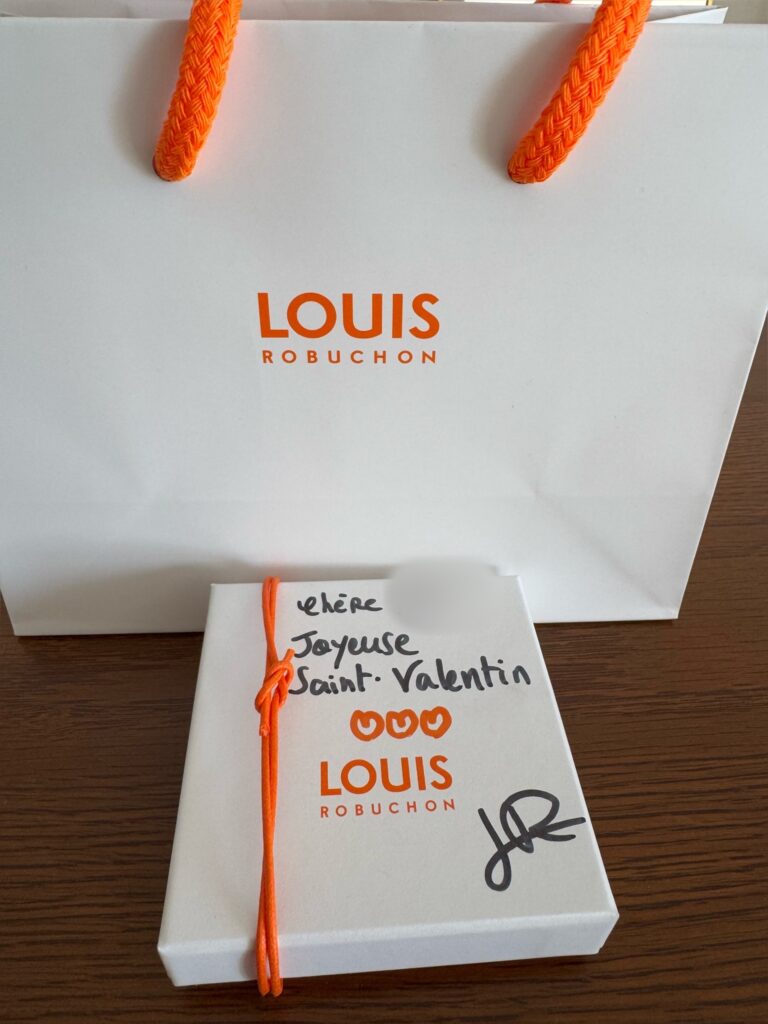 LOUIS
ROBUCHON
chère
Joyeuse
Saint. Valentin
LOUIS
ROBUCHON